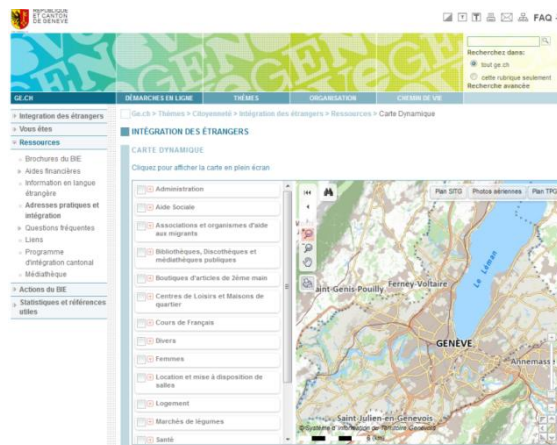 REPUBLIQUE
ET CANTON
DE GENEVE
FAQ
Recherchez dans:
tout ge.ch
cette rubrique seulement
Recherche avancée
GE.CH
DÉMARCHES EN LIGNE
THÈMES
ORGANISATION
CHEMIN DE VIE
Ge.ch > Thèmes > Citoyenneté > Intégration des étrangers > Ressources > Carte Dynamique
Integration des étrangers
Vous êtes
Ressources
Brochures du BIE
Aides financières
Information en langue
étrangère
Adresses pratiques et
intégration
Questions fréquentes
Liens
Programme
d'intégration cantonal
Médiathèque
Actions du BIE
Statistiques et références
utiles
INTÉGRATION DES ÉTRANGERS
CARTE DYNAMIQUE
Cliquez pour afficher la carte en plein écran
Administration
Aide Sociale
Associations et organismes d'aide
aux migrants
Bibliothèques, Discothèques et
médiathèques publiques
Boutiques d'articles de 2ème main
Centres de Loisirs et Maisons de
quartier
Cours de Français
Divers
Femmes
Location et mise à disposition de
salles
Logement
Marchés de légumes
Santé
Plan SITG
Photos aériennes
Plan TPG
Le Léman
aint-Genis-Pouilly
Ferney-Voltaire
GENÈVE
Annemass
Saint-Julien-en-Genevois